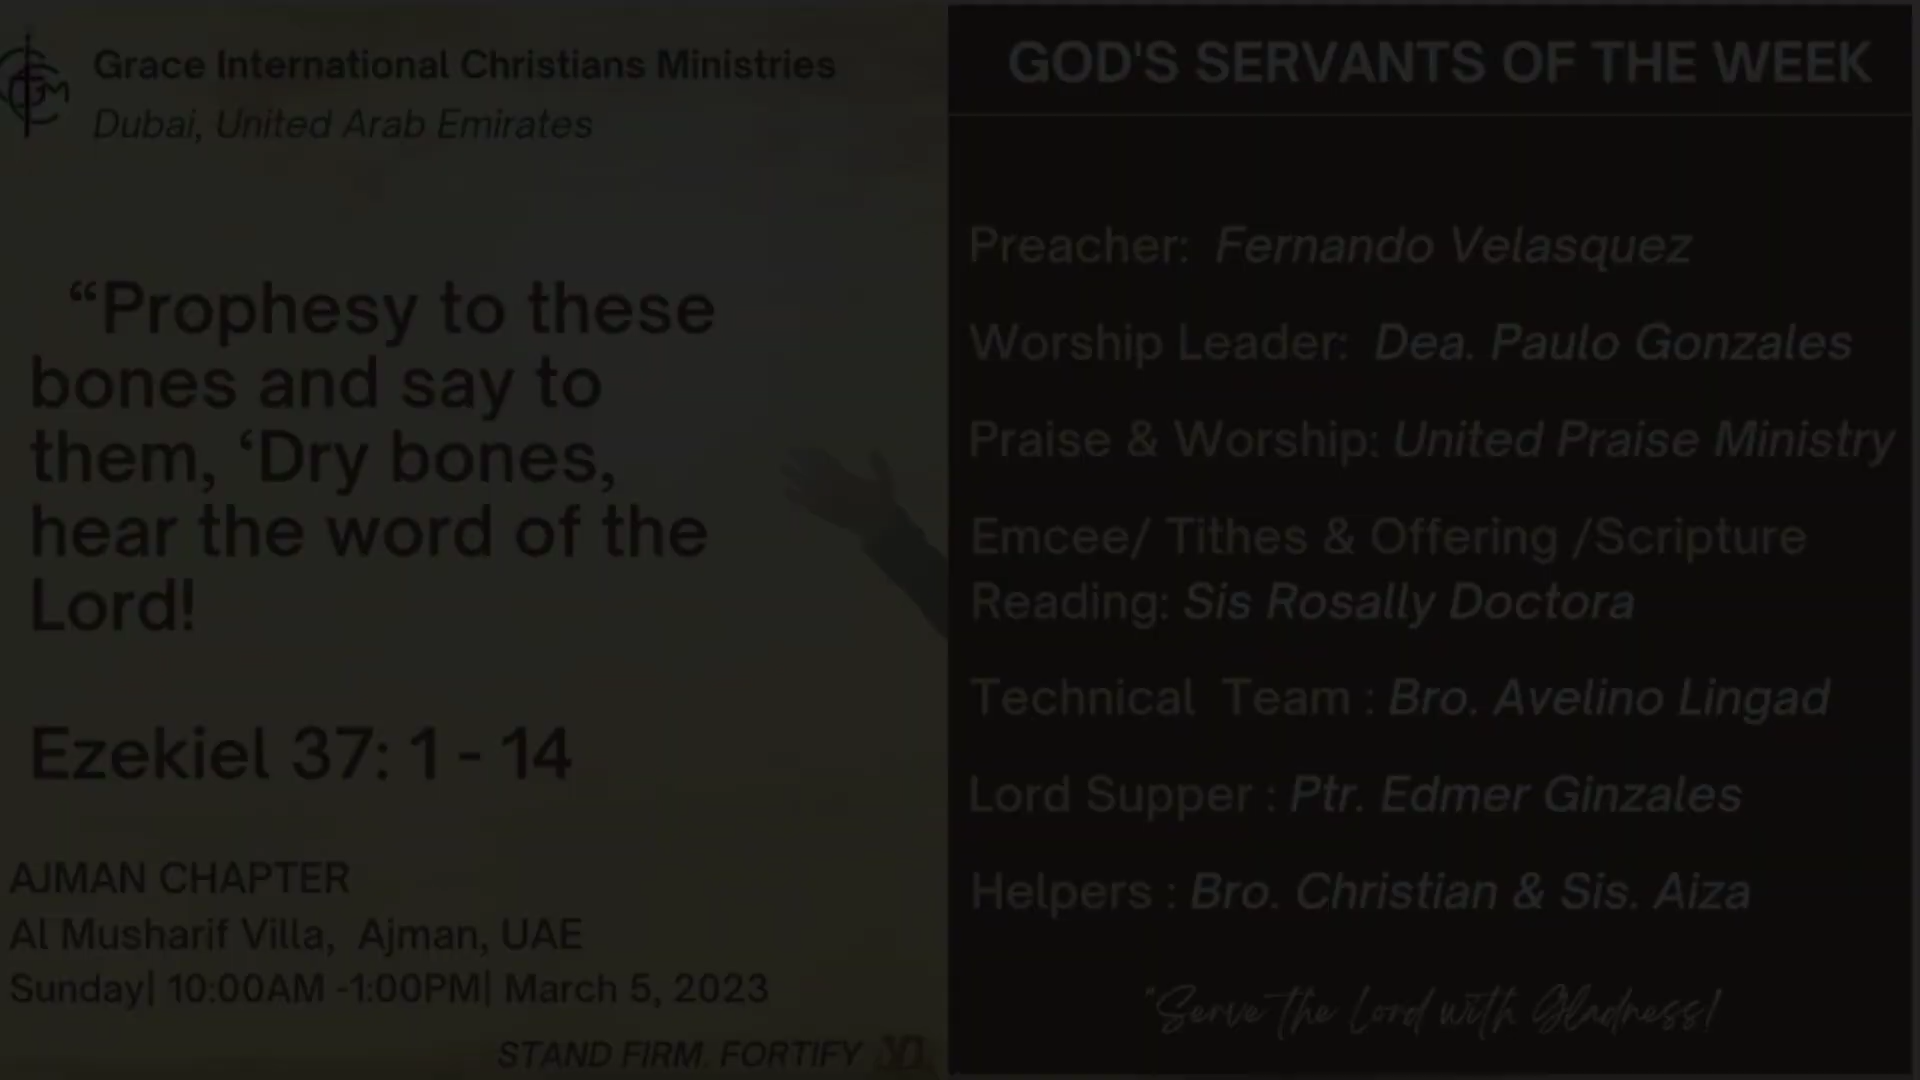 Grace International Christians Ministries
Dubai, United Arab Emirates
“Prophesy to these
bones and say to
them, ‘Dry bones,
hear the word of the
Lord!
Ezekiel 37: 1 - 14
AJMAN CHAPTER
Al Musharif Villa,  Ajman, UAE
Sunday| 10:00AM -1:00PM| March 5, 2023
STAND FIRM. FORTIFY
GOD'S SERVANTS OF THE WEEK
Preacher:  Fernando Velasquez
Worship Leader:  Dea. Paulo Gonzales
Praise & Worship: United Praise Ministry
Emcee/ Tithes & Offering /Scripture
Reading: Sis Rosally Doctora
Technical  Team : Bro. Avelino Lingad
Lord Supper : Ptr. Edmer Ginzales
Helpers : Bro. Christian & Sis. Aiza
"Serve the Lord with Gladness!